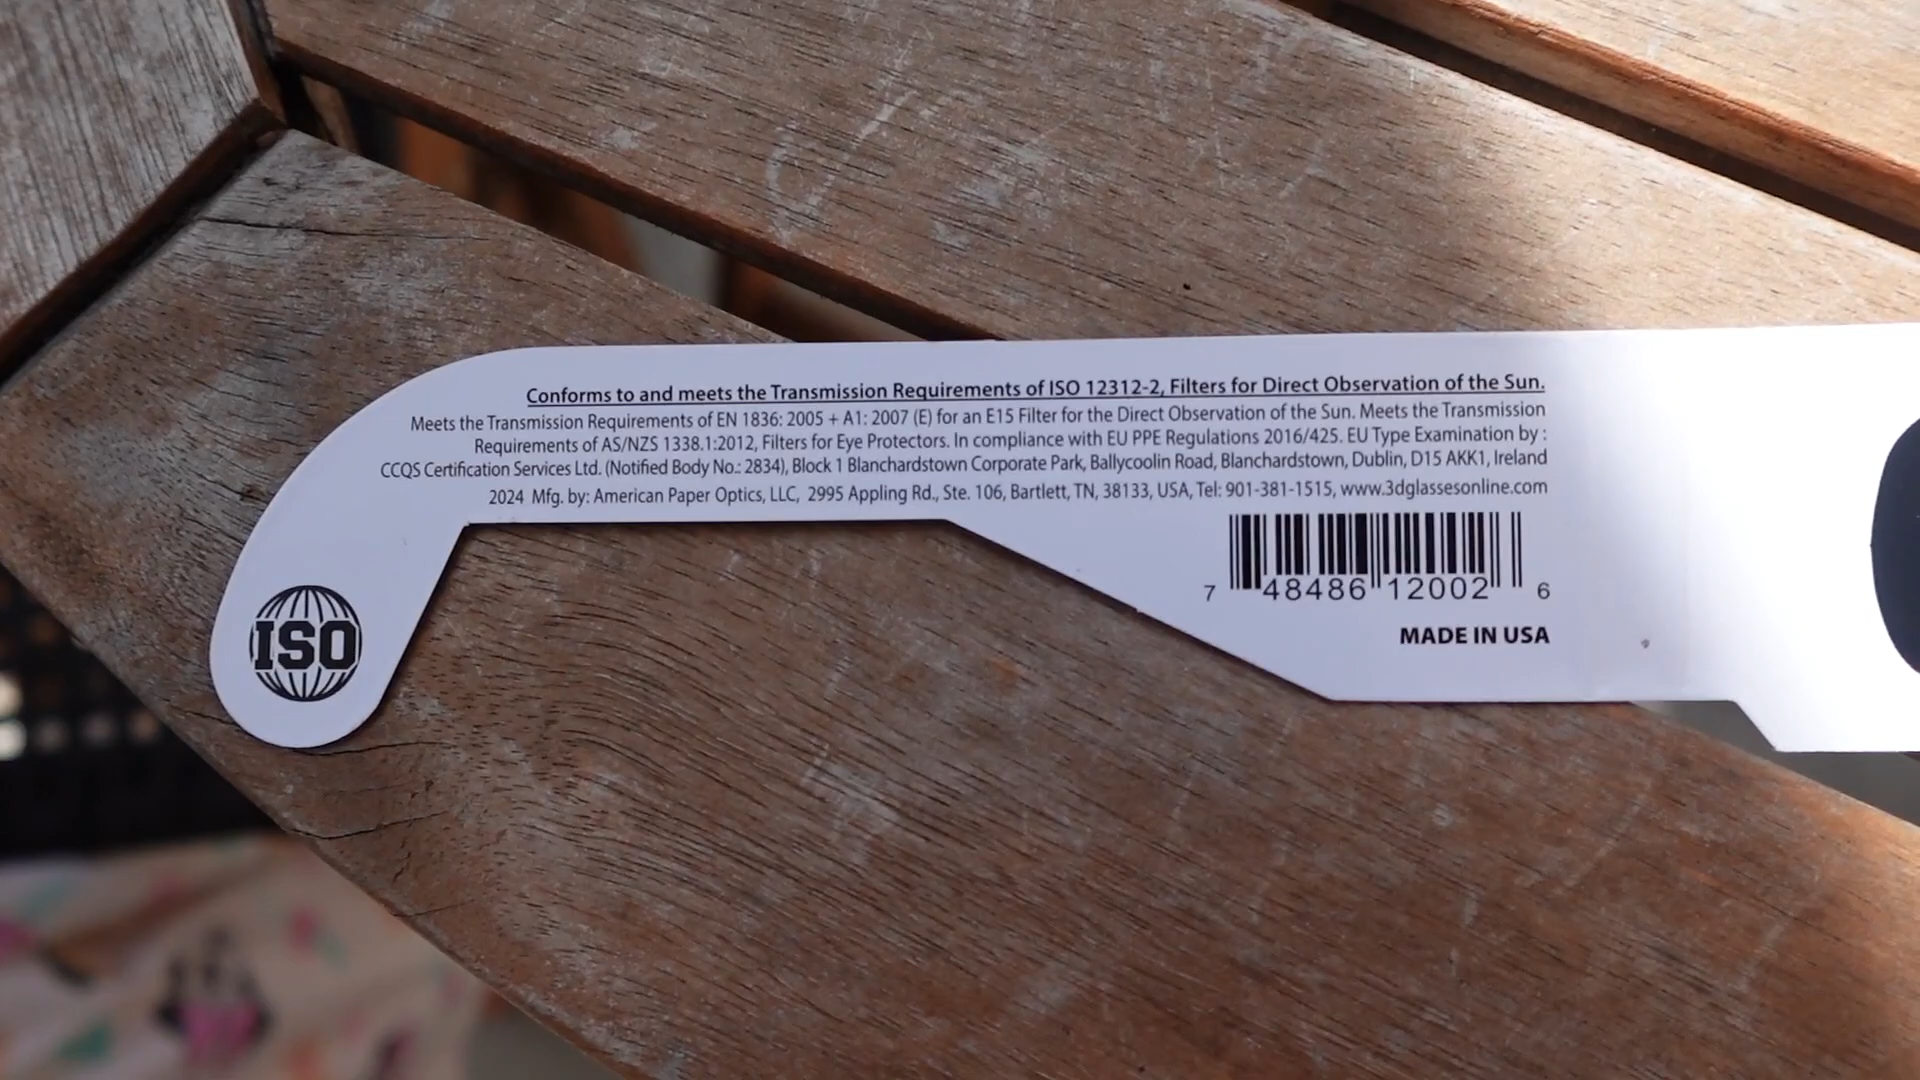 Conforms to and meets the Transmission Requirements of ISO 12312-2, Filters for Direct Observation of the Sun.
Meets the Transmission Requirements of EN 1836: 2005 + A1: 2007 (E) for an E15 Filter for the Direct Observation of the Sun. Meets the Transmission
Requirements of AS/NZS 1338.1:2012, Filters for Eye Protectors. In compliance with EU PPE Regulations 2016/425. EU Type Examination by :
CCQS Certification Services Ltd. (Notified Body No.: 2834), Block 1 Blanchardstown Corporate Park, Ballycoolin Road, Blanchardstown, Dublin, D15 AKK1, Ireland
2024 Mfg. by: American Paper Optics, LLC, 2995 Appling Rd., Ste. 106, Bartlett, TN, 38133, USA, Tel: 901-381-1515, www.3dglassesonline.com
7 48486 12002 6
MADE IN USA
ISO